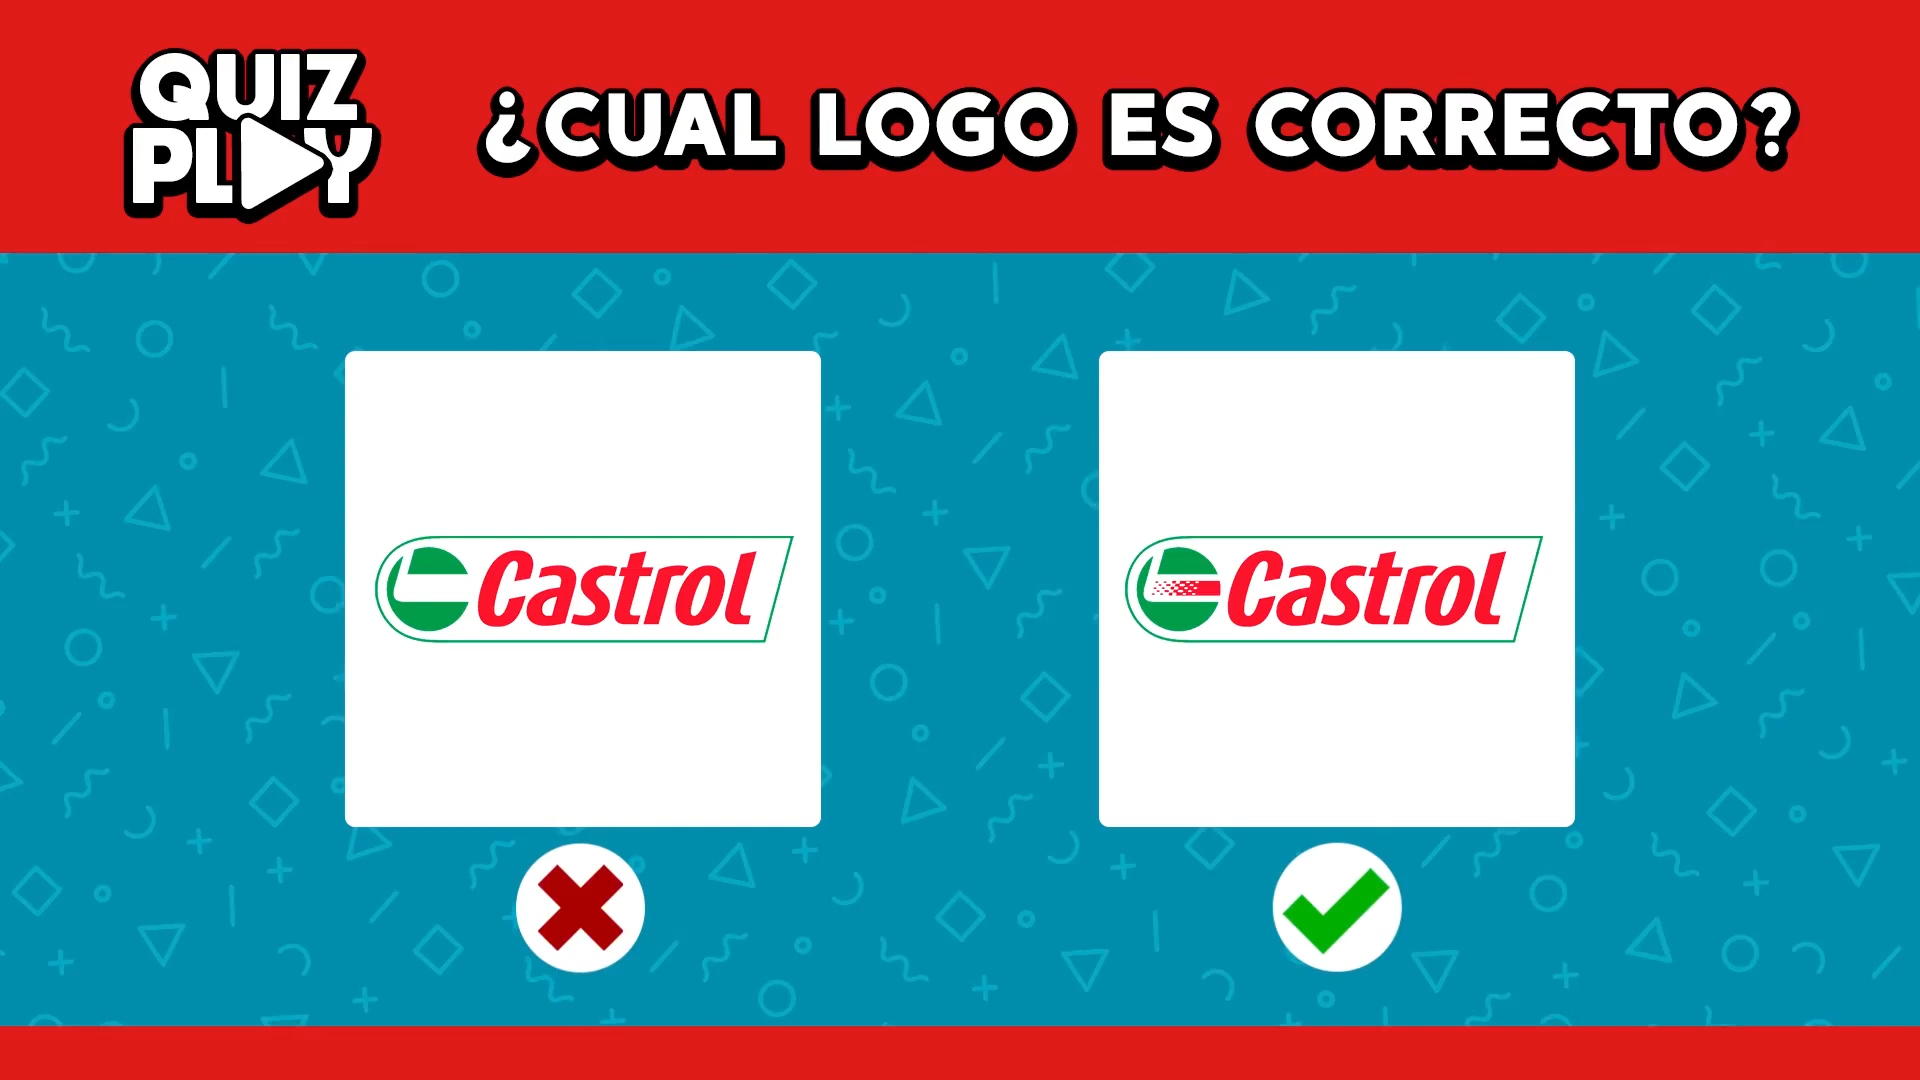 QUIZ
PLAY
¿CUAL LOGO ES CORRECTO?
Castrol
Castrol